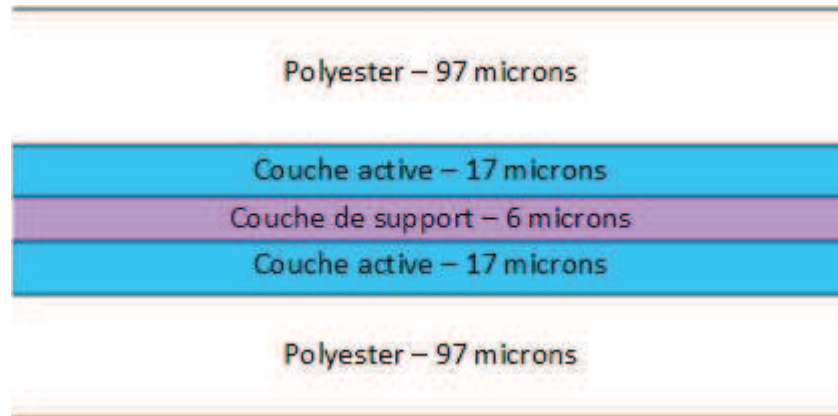 Polyester – 97 microns
Couche active – 17 microns
Couche de support – 6 microns
Couche active – 17 microns
Polyester – 97 microns